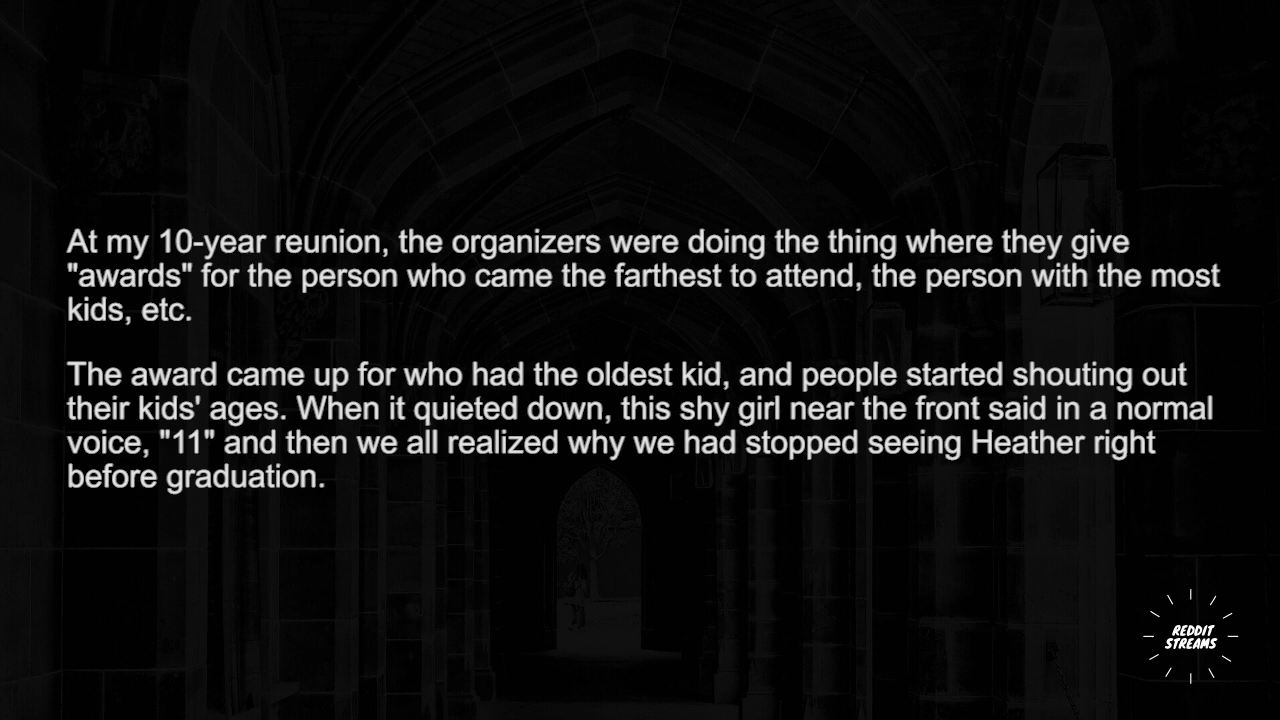 At my 10-year reunion, the organizers were doing the thing where they give
"awards" for the person who came the farthest to attend, the person with the most
kids, etc.
The award came up for who had the oldest kid, and people started shouting out
their kids' ages. When it quieted down, this shy girl near the front said in a normal
voice, "11" and then we all realized why we had stopped seeing Heather right
before graduation.
REDDIT
STREAMS